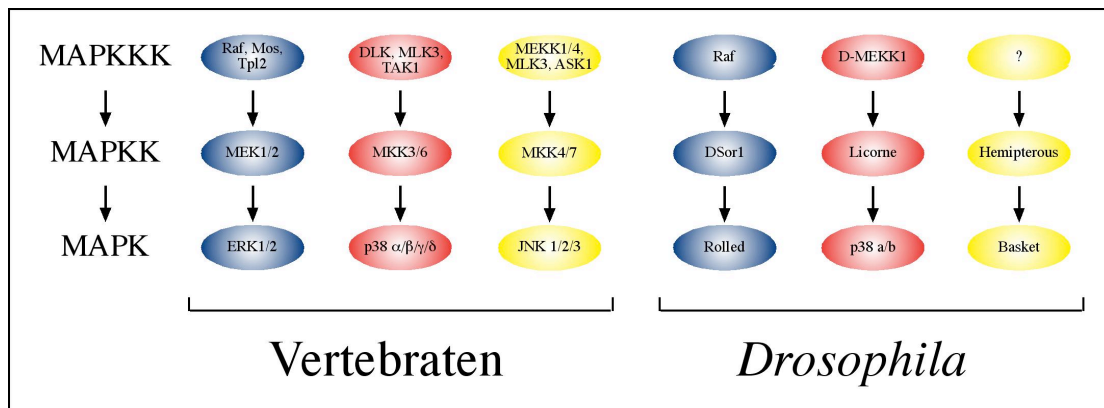 MAPKKK
Raf, Mos,
Tpl2
DLK, MLK3,
TAK1
MEKK1/4,
MLK3, ASK1
Raf
D-MEKK1
?
MAPKK
MEK1/2
MKK3/6
MKK4/7
DSor1
Licorne
Hemipterous
MAPK
ERK1/2
p38 α/β/γ/δ
JNK 1/2/3
Rolled
p38 a/b
Basket
Vertebraten
Drosophila